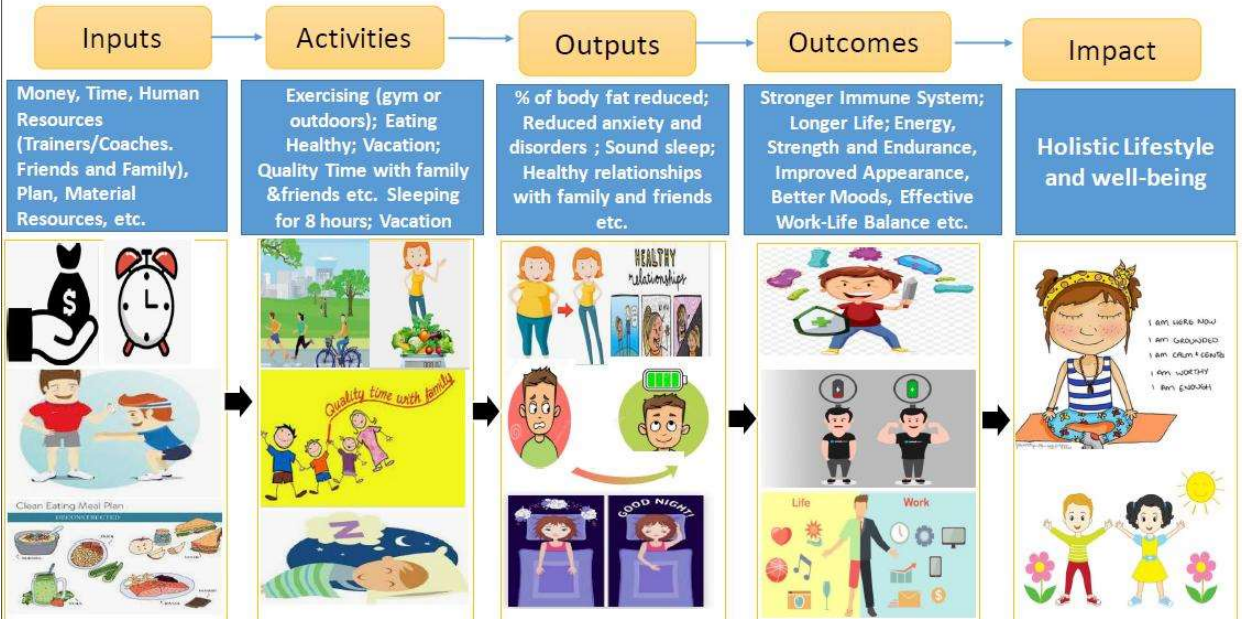 Inputs
Activities
Outputs
Outcomes
Impact
Money, Time, Human
Resources
(Trainers/Coaches.
Friends and Family),
Plan, Material
Resources, etc.
Exercising (gym or
outdoors); Eating
Healthy; Vacation;
Quality Time with family
&friends etc. Sleeping
for 8 hours; Vacation
% of body fat reduced;
Reduced anxiety and
disorders ; Sound sleep;
Healthy relationships
with family and friends
etc.
Stronger Immune System;
Longer Life; Energy,
Strength and Endurance,
Improved Appearance,
Better Moods, Effective
Work-Life Balance etc.
Holistic Lifestyle
and well-being
$
Clean Eating Meal Plan
DECONSTRUCTED
Quality time with family
Z
HEALTHY
relationships
GOOD NIGHT!
Life
Work
$
I AM HERE NOW
I AM GROUNDED
I AM CALM + CENTE
I AM WORTHY
I AM ENOUGH